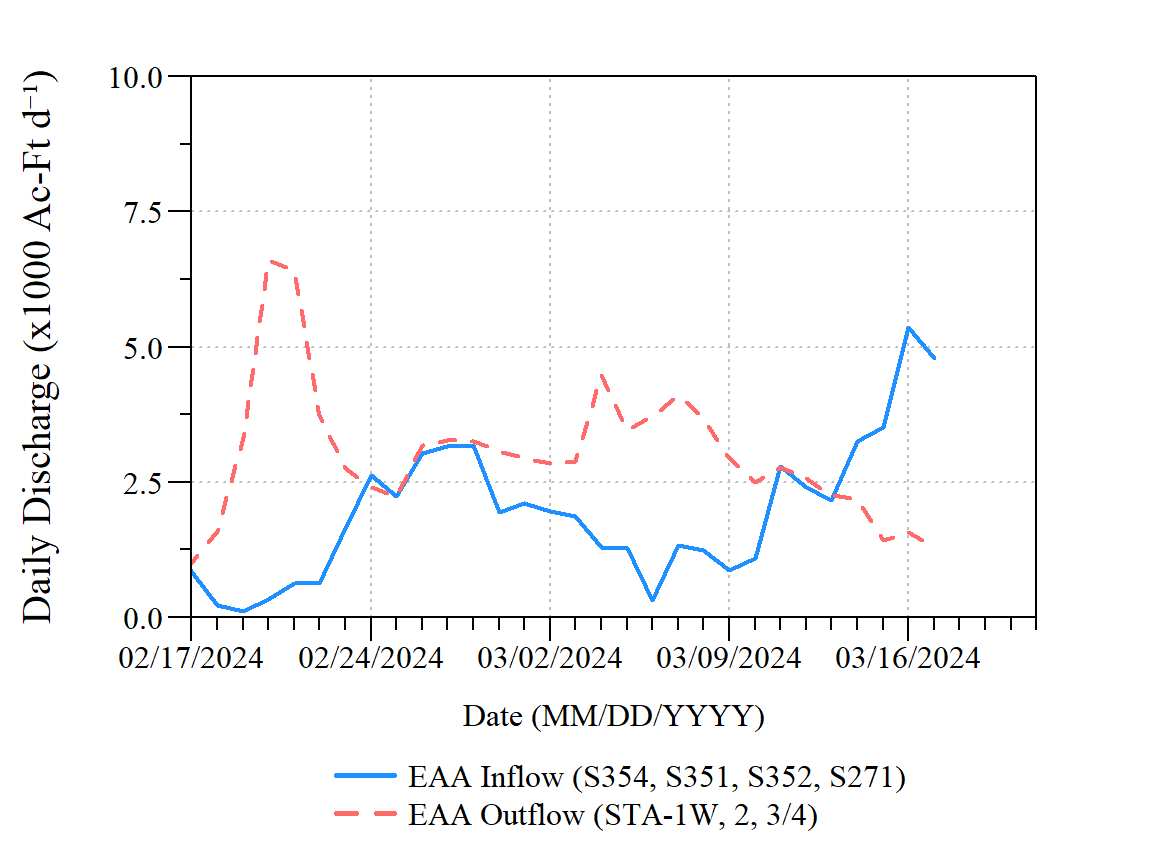 Daily Discharge (x1000 Ac-Ft d⁻¹)
10.0
7.5
5.0
2.5
0.0
02/17/2024 02/24/2024 03/02/2024 03/09/2024 03/16/2024
Date (MM/DD/YYYY)
EAA Inflow (S354, S351, S352, S271)
EAA Outflow (STA-1W, 2, 3/4)